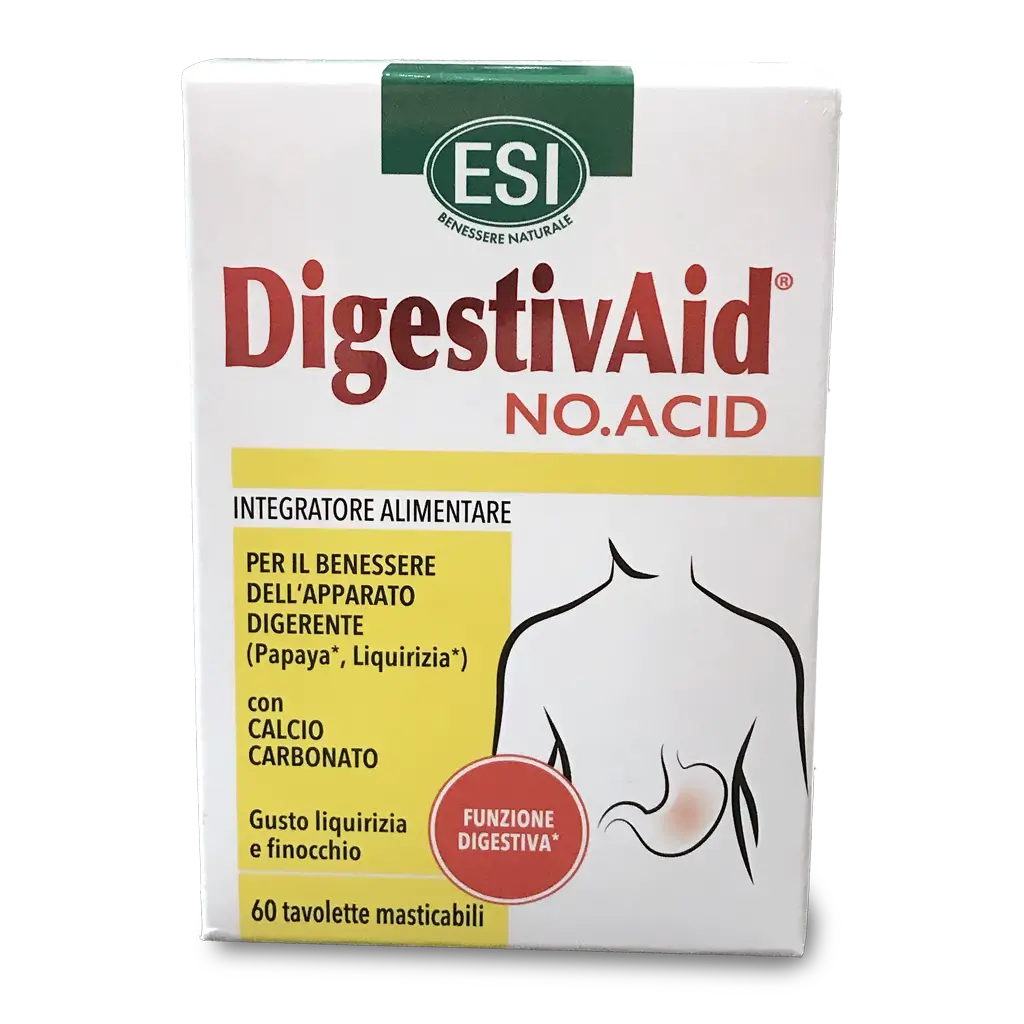 ESI
BENESSERE NATURALE
DigestivAid®
NO.ACID
INTEGRATORE ALIMENTARE
PER IL BENESSERE
DELL'APPARATO
DIGERENTE
(Papaya*, Liquirizia*)
con
CALCIO
CARBONATO
Gusto liquirizia
e finocchio
FUNZIONE
DIGESTIVA*
60 tavolette masticabili